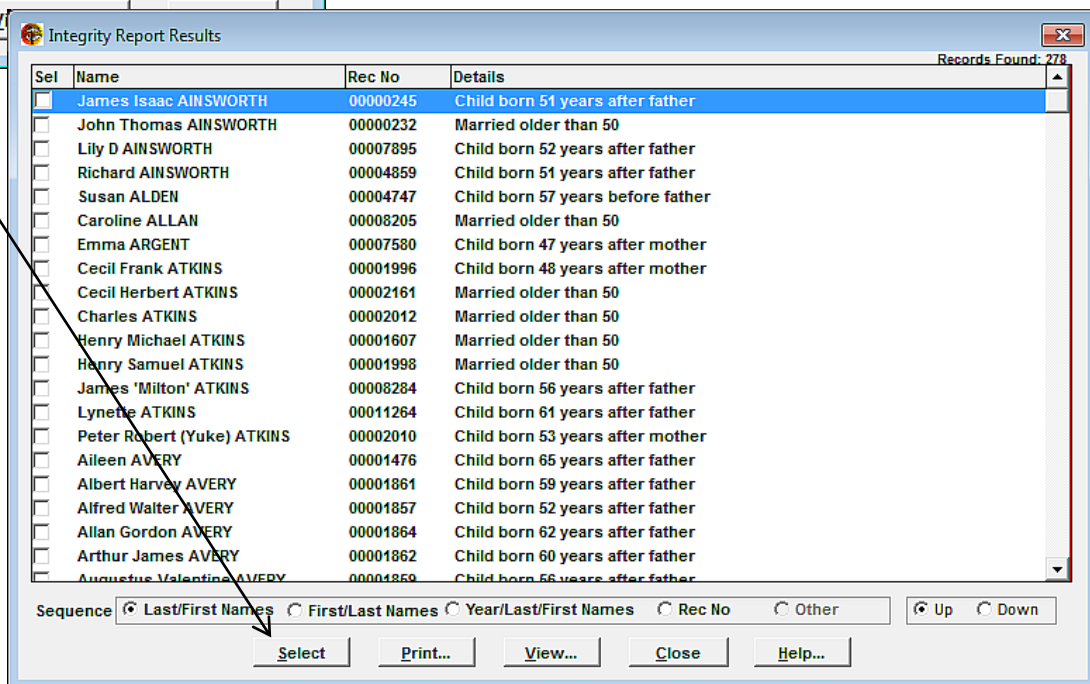 Integrity Report Results
Records Found: 278
Sel Name Rec No Details
James Isaac AINSWORTH 00000245 Child born 51 years after father
John Thomas AINSWORTH 00000232 Married older than 50
Lily D AINSWORTH 00007895 Child born 52 years after father
Richard AINSWORTH 00004859 Child born 51 years after father
Susan ALDEN 00004747 Child born 57 years before father
Caroline ALLAN 00008205 Married older than 50
Emma ARGENT 00007580 Child born 47 years after mother
Cecil Frank ATKINS 00001996 Child born 48 years after mother
Cecil Herbert ATKINS 00002161 Married older than 50
Charles ATKINS 00002012 Married older than 50
Henry Michael ATKINS 00001607 Married older than 50
Henry Samuel ATKINS 00001998 Married older than 50
James 'Milton' ATKINS 00008284 Child born 56 years after father
Lynette ATKINS 00011264 Child born 61 years after father
Peter Robert (Yuke) ATKINS 00002010 Child born 53 years after mother
Aileen AVERY 00001476 Child born 65 years after father
Albert Harvey AVERY 00001861 Child born 59 years after father
Alfred Walter AVERY 00001857 Child born 52 years after father
Allan Gordon AVERY 00001864 Child born 62 years after father
Arthur James AVERY 00001862 Child born 60 years after father
Augustus Valentine AVERY 00001859 Child born 56 years after father
Sequence Last/First Names First/Last Names Year/Last/First Names Rec No Other Up Down
Select Print... View... Close Help...